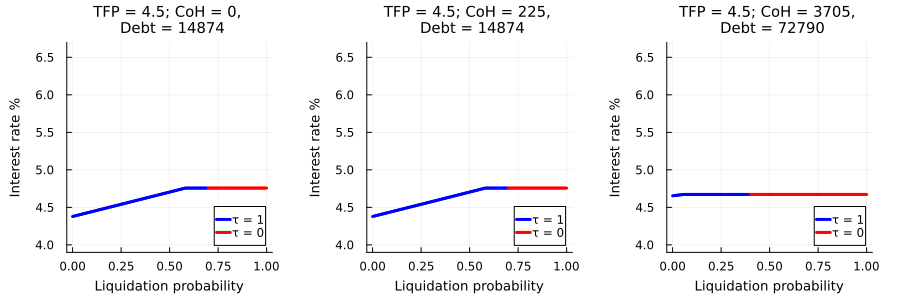 TFP = 4.5; CoH = 0,
Debt = 14874
Interest rate %
6.5
6.0
5.5
5.0
4.5
4.0
τ = 1
τ = 0
0.00 0.25 0.50 0.75 1.00
Liquidation probability
TFP = 4.5; CoH = 225,
Debt = 14874
Interest rate %
6.5
6.0
5.5
5.0
4.5
4.0
τ = 1
τ = 0
0.00 0.25 0.50 0.75 1.00
Liquidation probability
TFP = 4.5; CoH = 3705,
Debt = 72790
Interest rate %
6.5
6.0
5.5
5.0
4.5
4.0
τ = 1
τ = 0
0.00 0.25 0.50 0.75 1.00
Liquidation probability